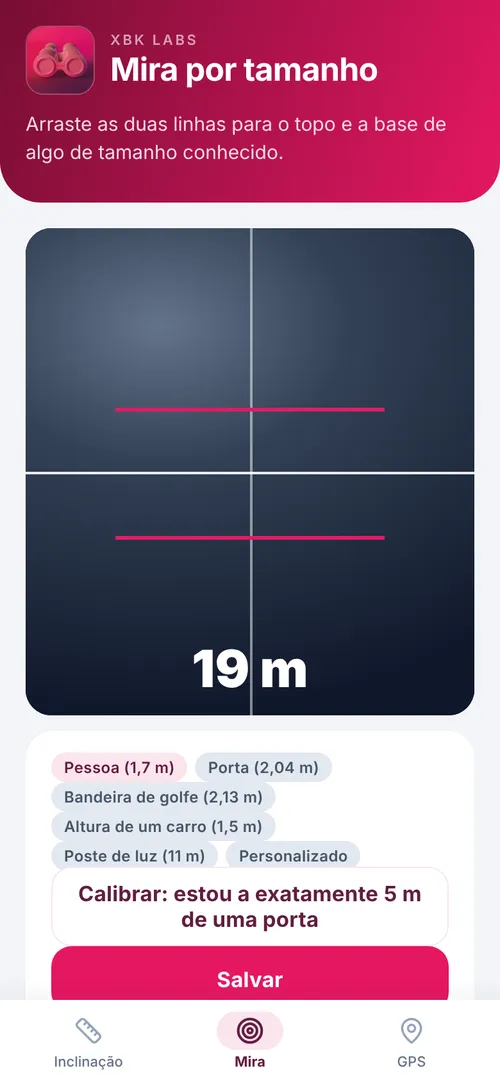 XBK LABS
Mira por tamanho
Arraste as duas linhas para o topo e a base de
algo de tamanho conhecido.
19 m
Pessoa (1,7 m) Porta (2,04 m)
Bandeira de golfe (2,13 m)
Altura de um carro (1,5 m)
Poste de luz (11 m) Personalizado
Calibrar: estou a exatamente 5 m
de uma porta
Salvar
Inclinação Mira GPS